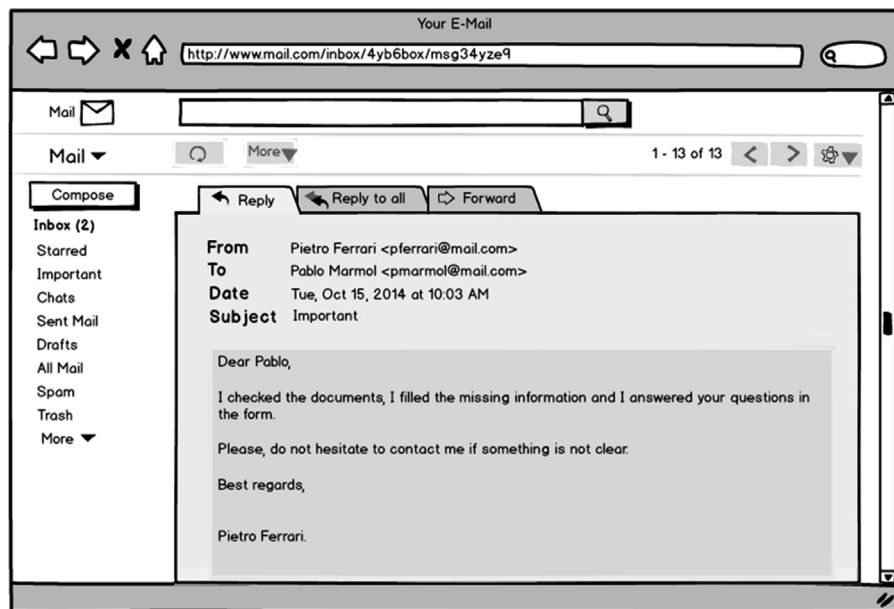 Your E-Mail
http://www.mail.com/inbox/4yb6box/msg34yze9
Mail
Mail
More
1 - 13 of 13
Compose
Reply
Reply to all
Forward
Inbox (2)
Starred
Important
Chats
Sent Mail
Drafts
All Mail
Spam
Trash
More
From Pietro Ferrari <pferrari@mail.com>
To Pablo Marmol <pmarmol@mail.com>
Date Tue, Oct 15, 2014 at 10:03 AM
Subject Important
Dear Pablo,
I checked the documents, I filled the missing information and I answered your questions in
the form.
Please, do not hesitate to contact me if something is not clear.
Best regards,
Pietro Ferrari.